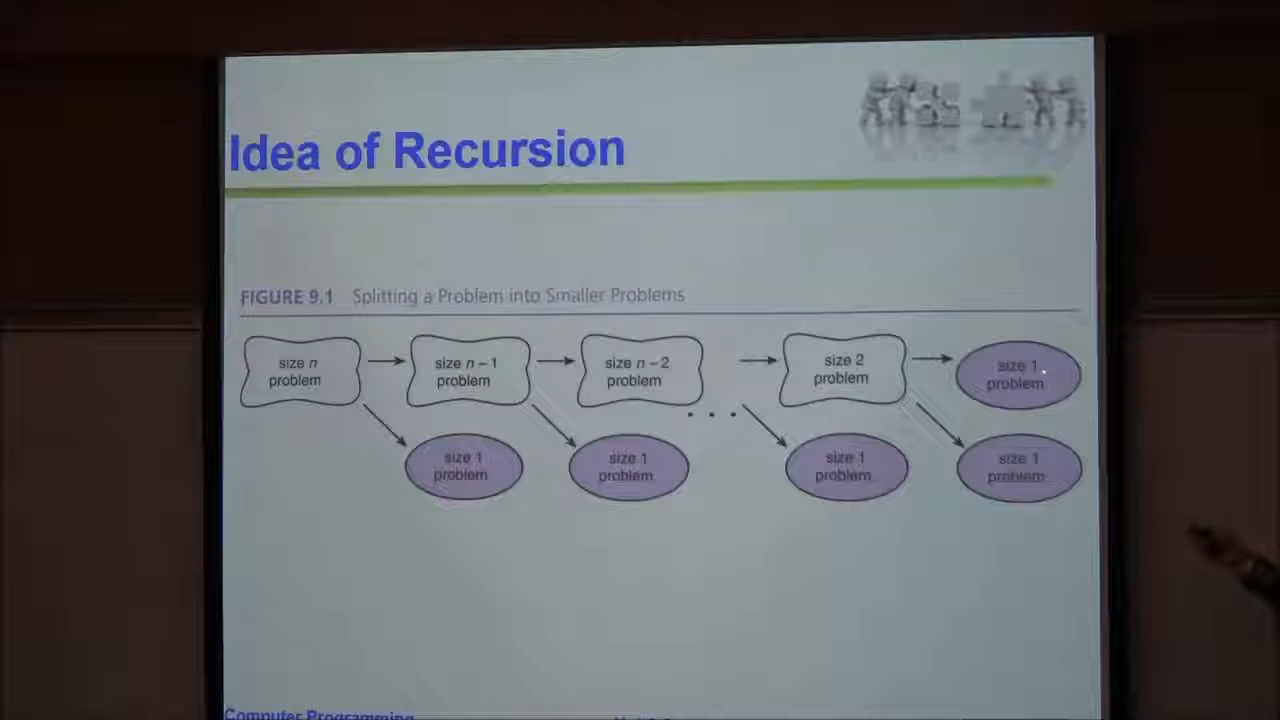 Idea of Recursion
FIGURE 9.1 Splitting a Problem into Smaller Problems
size n
problem
size n – 1
problem
size n – 2
problem
size 2
problem
size 1
problem
. . .
size 1
problem
size 1
problem
size 1
problem
size 1
problem
Computer Programming